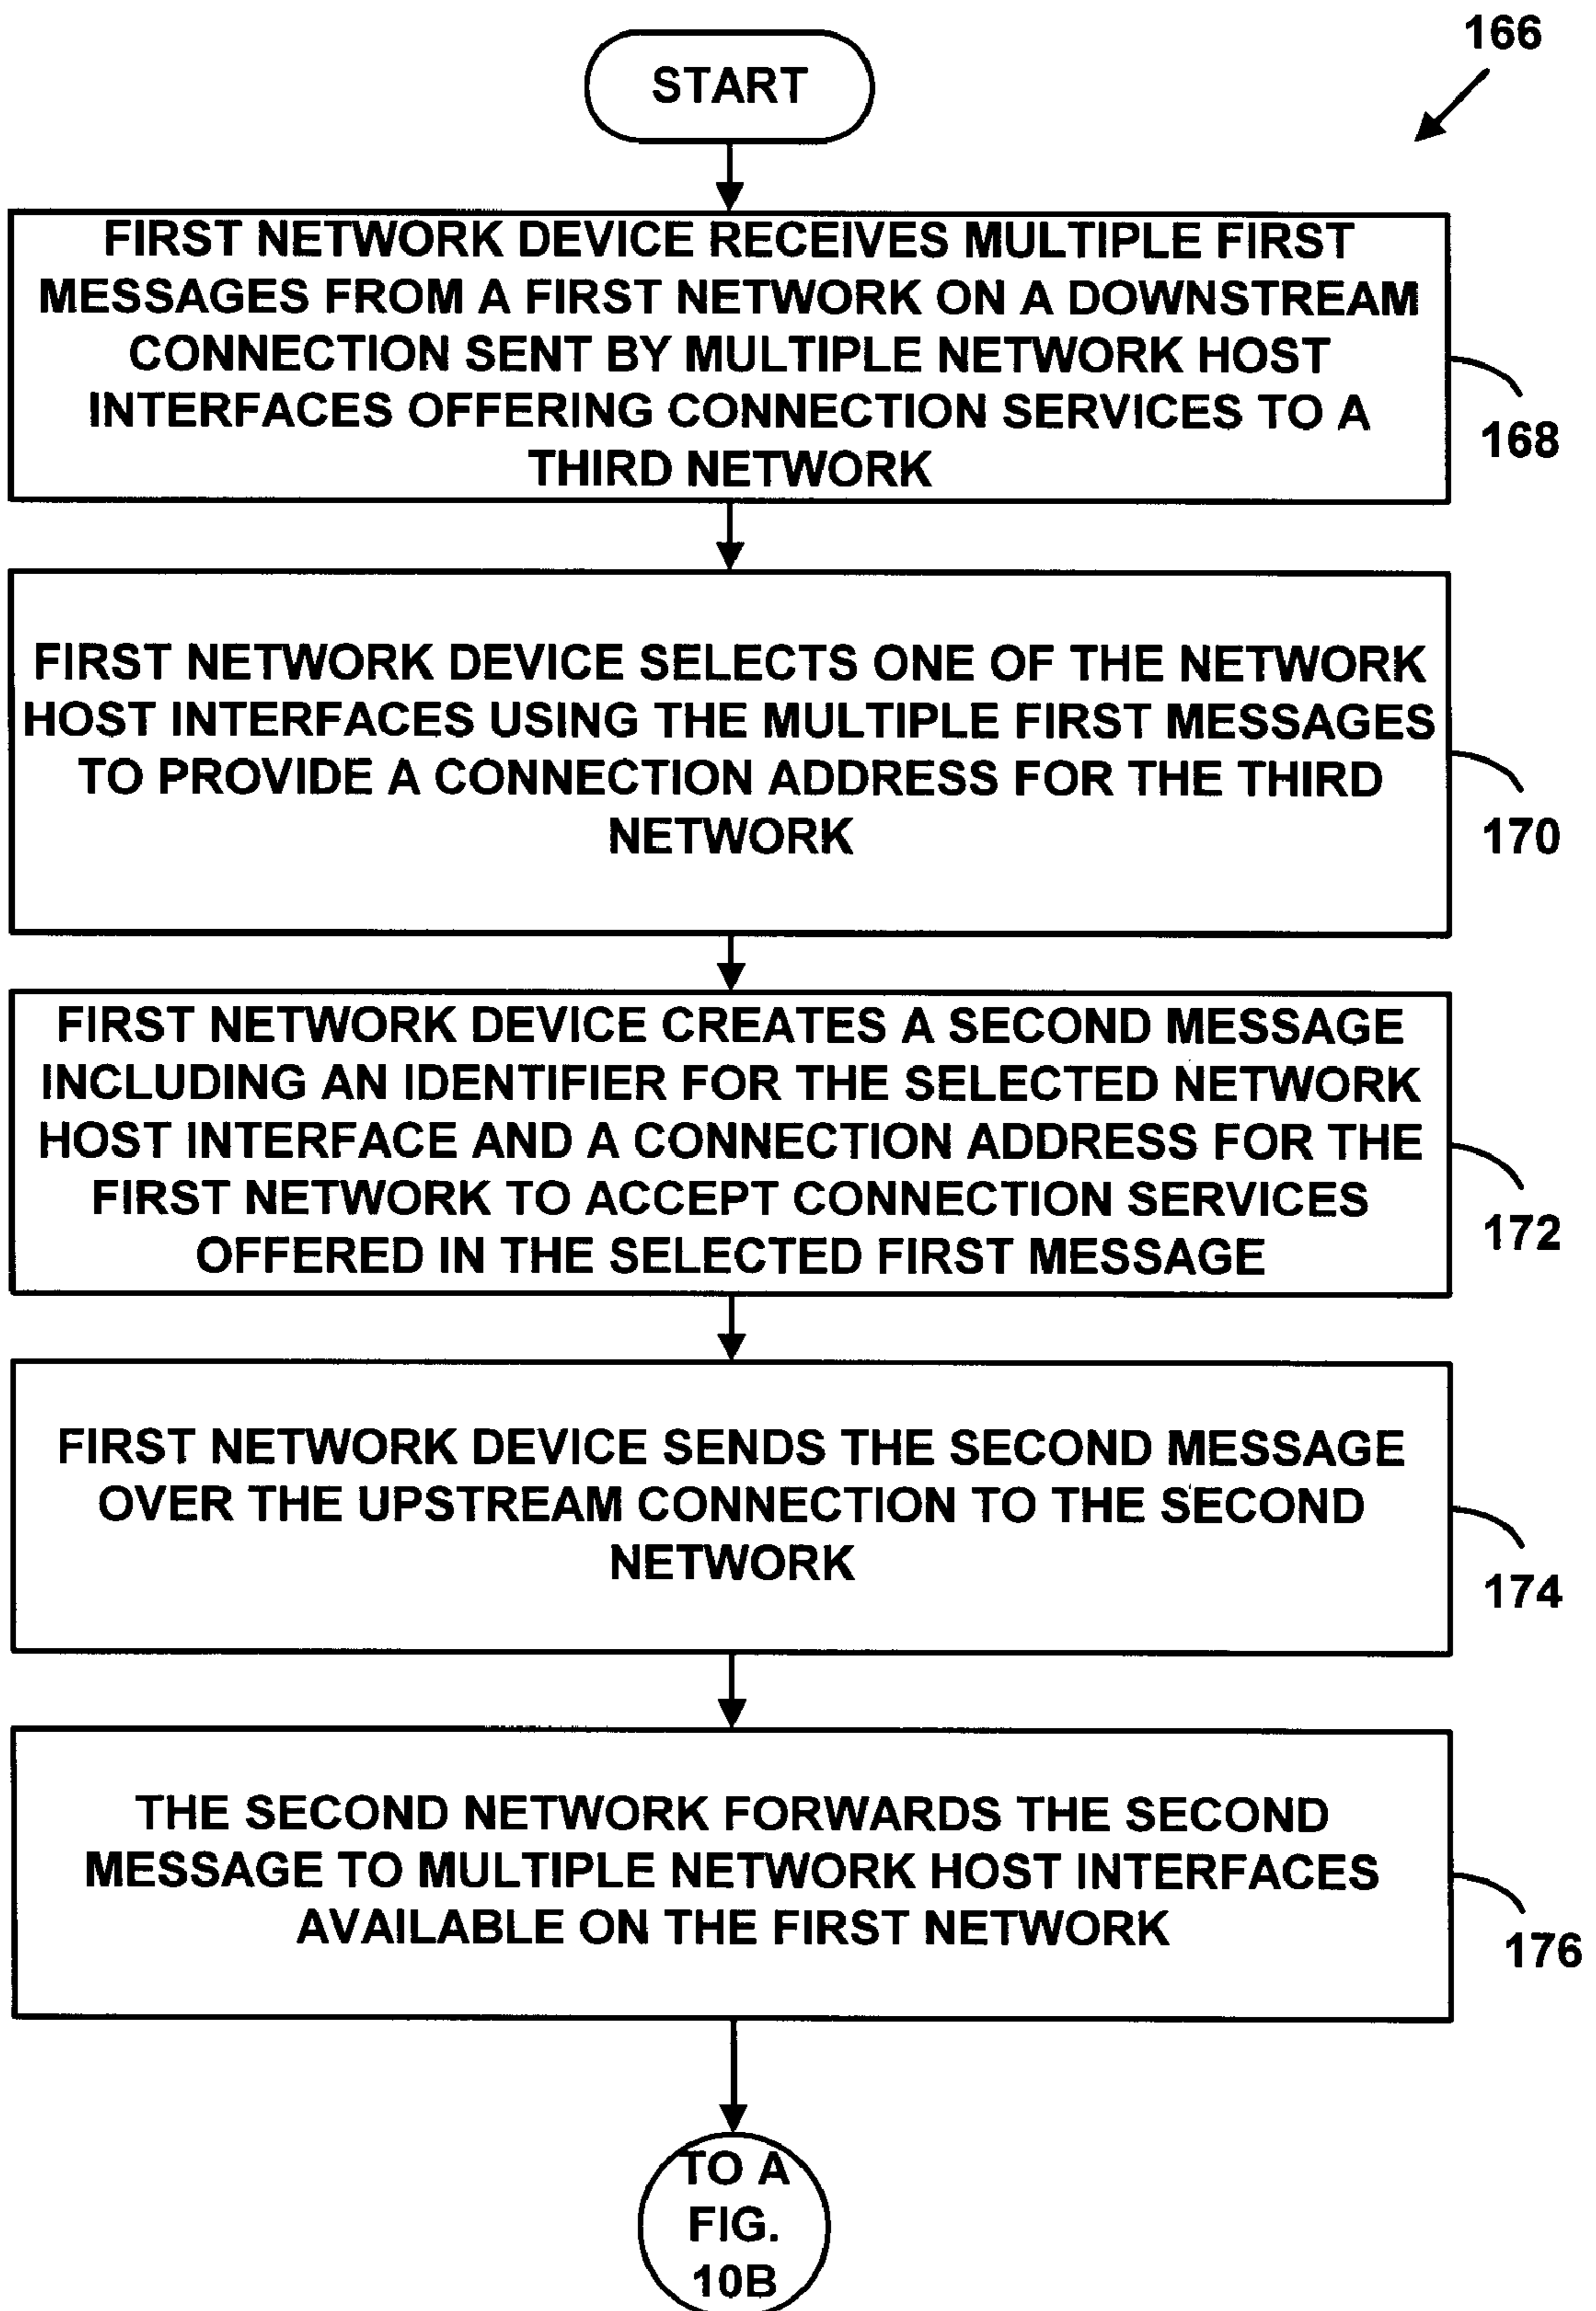 166
START
FIRST NETWORK DEVICE RECEIVES MULTIPLE FIRST
MESSAGES FROM A FIRST NETWORK ON A DOWNSTREAM
CONNECTION SENT BY MULTIPLE NETWORK HOST
INTERFACES OFFERING CONNECTION SERVICES TO A
THIRD NETWORK
168
FIRST NETWORK DEVICE SELECTS ONE OF THE NETWORK
HOST INTERFACES USING THE MULTIPLE FIRST MESSAGES
TO PROVIDE A CONNECTION ADDRESS FOR THE THIRD
NETWORK
170
FIRST NETWORK DEVICE CREATES A SECOND MESSAGE
INCLUDING AN IDENTIFIER FOR THE SELECTED NETWORK
HOST INTERFACE AND A CONNECTION ADDRESS FOR THE
FIRST NETWORK TO ACCEPT CONNECTION SERVICES
OFFERED IN THE SELECTED FIRST MESSAGE
172
FIRST NETWORK DEVICE SENDS THE SECOND MESSAGE
OVER THE UPSTREAM CONNECTION TO THE SECOND
NETWORK
174
THE SECOND NETWORK FORWARDS THE SECOND
MESSAGE TO MULTIPLE NETWORK HOST INTERFACES
AVAILABLE ON THE FIRST NETWORK
176
TO A
FIG.
10B